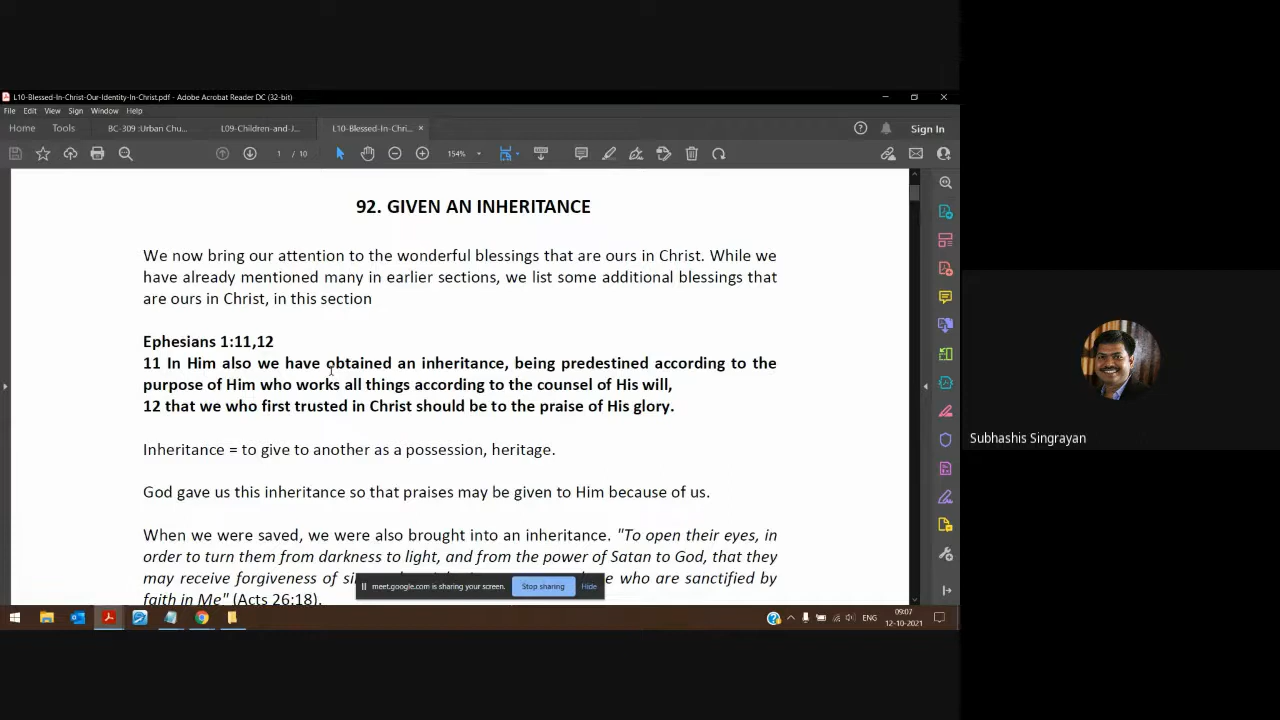 L10-Blessed-In-Christ-Our-Identity-In-Christ.pdf - Adobe Acrobat Reader DC (32-bit)
File Edit View Sign Window Help
Home Tools BC-309 :Urban Chu... L09-Children-and-J... L10-Blessed-In-Chri... × Sign In
1 / 10 154%
92. GIVEN AN INHERITANCE
We now bring our attention to the wonderful blessings that are ours in Christ. While we
have already mentioned many in earlier sections, we list some additional blessings that
are ours in Christ, in this section
Ephesians 1:11,12
11 In Him also we have obtained an inheritance, being predestined according to the
purpose of Him who works all things according to the counsel of His will,
12 that we who first trusted in Christ should be to the praise of His glory.
Subhashis Singrayan
Inheritance = to give to another as a possession, heritage.
God gave us this inheritance so that praises may be given to Him because of us.
When we were saved, we were also brought into an inheritance. "To open their eyes, in
order to turn them from darkness to light, and from the power of Satan to God, that they
may receive forgiveness of who are sanctified by
meet.google.com is sharing your screen. Stop sharing Hide
faith in Me" (Acts 26:18).
ENG 09:07
12-10-2021